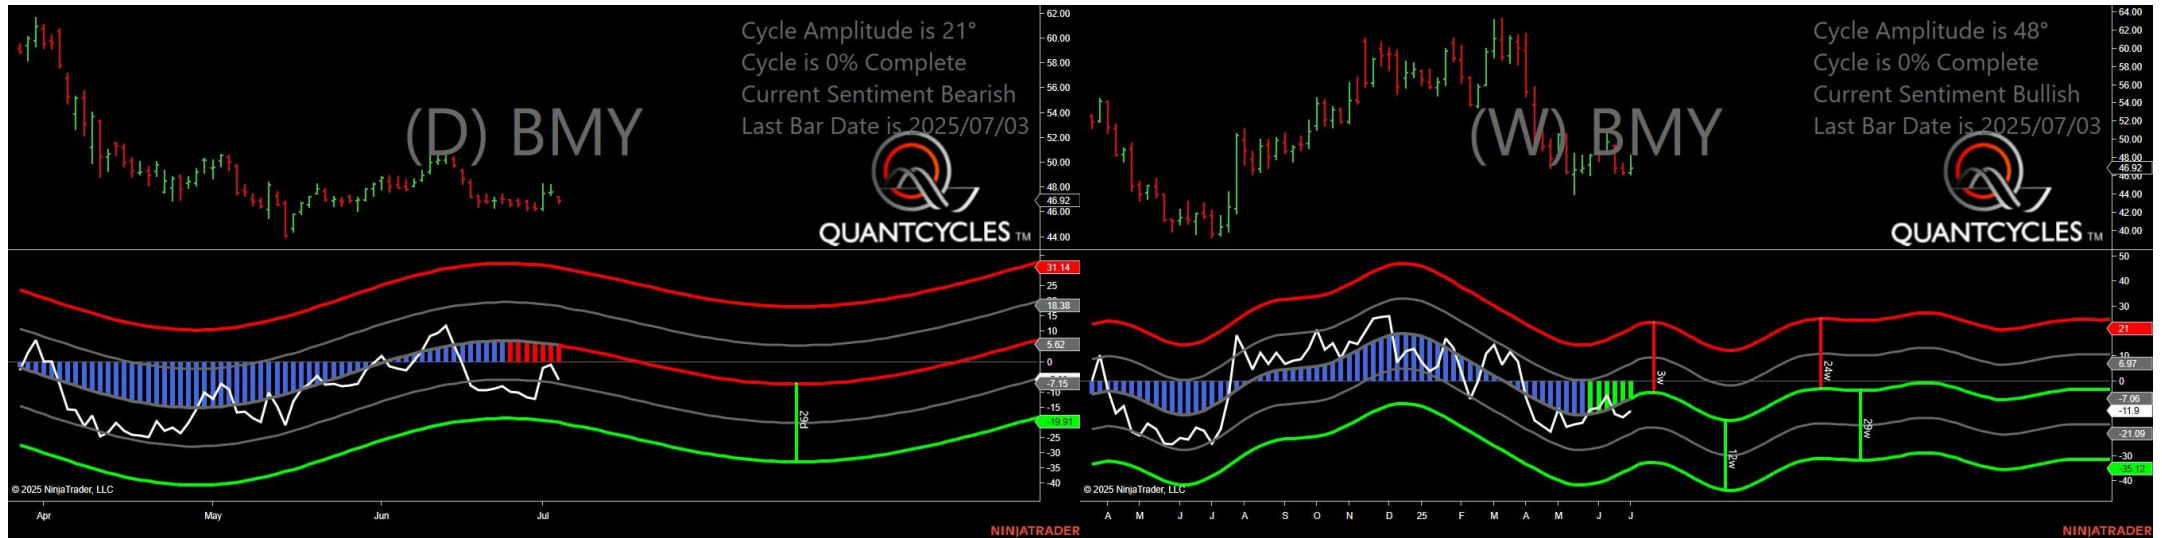 Cycle Amplitude is 21°
Cycle is 0% Complete
Current Sentiment Bearish
Last Bar Date is 2025/07/03
(D) BMY
QUANTCYCLES TM
62.00
60.00
58.00
56.00
54.00
52.00
50.00
48.00
46.92
46.00
44.00
31.14
25
18.38
15
10
5.62
0
-7.15
-10
-15
-19.91
-25
-30
-35
-40
29d
© 2025 NinjaTrader, LLC
Apr May Jun Jul
NINJATRADER
Cycle Amplitude is 48°
Cycle is 0% Complete
Current Sentiment Bullish
Last Bar Date is 2025/07/03
(W) BMY
QUANTCYCLES TM
64.00
62.00
60.00
58.00
56.00
54.00
52.00
50.00
48.00
46.92
46.00
44.00
42.00
40.00
50
40
30
21
10
6.97
0
-7.06
-11.9
-21.09
-30
-35.12
-40
3w
24w
12w
29w
© 2025 NinjaTrader, LLC
A M J J A S O N D 25 F M A M J J
NINJATRADER